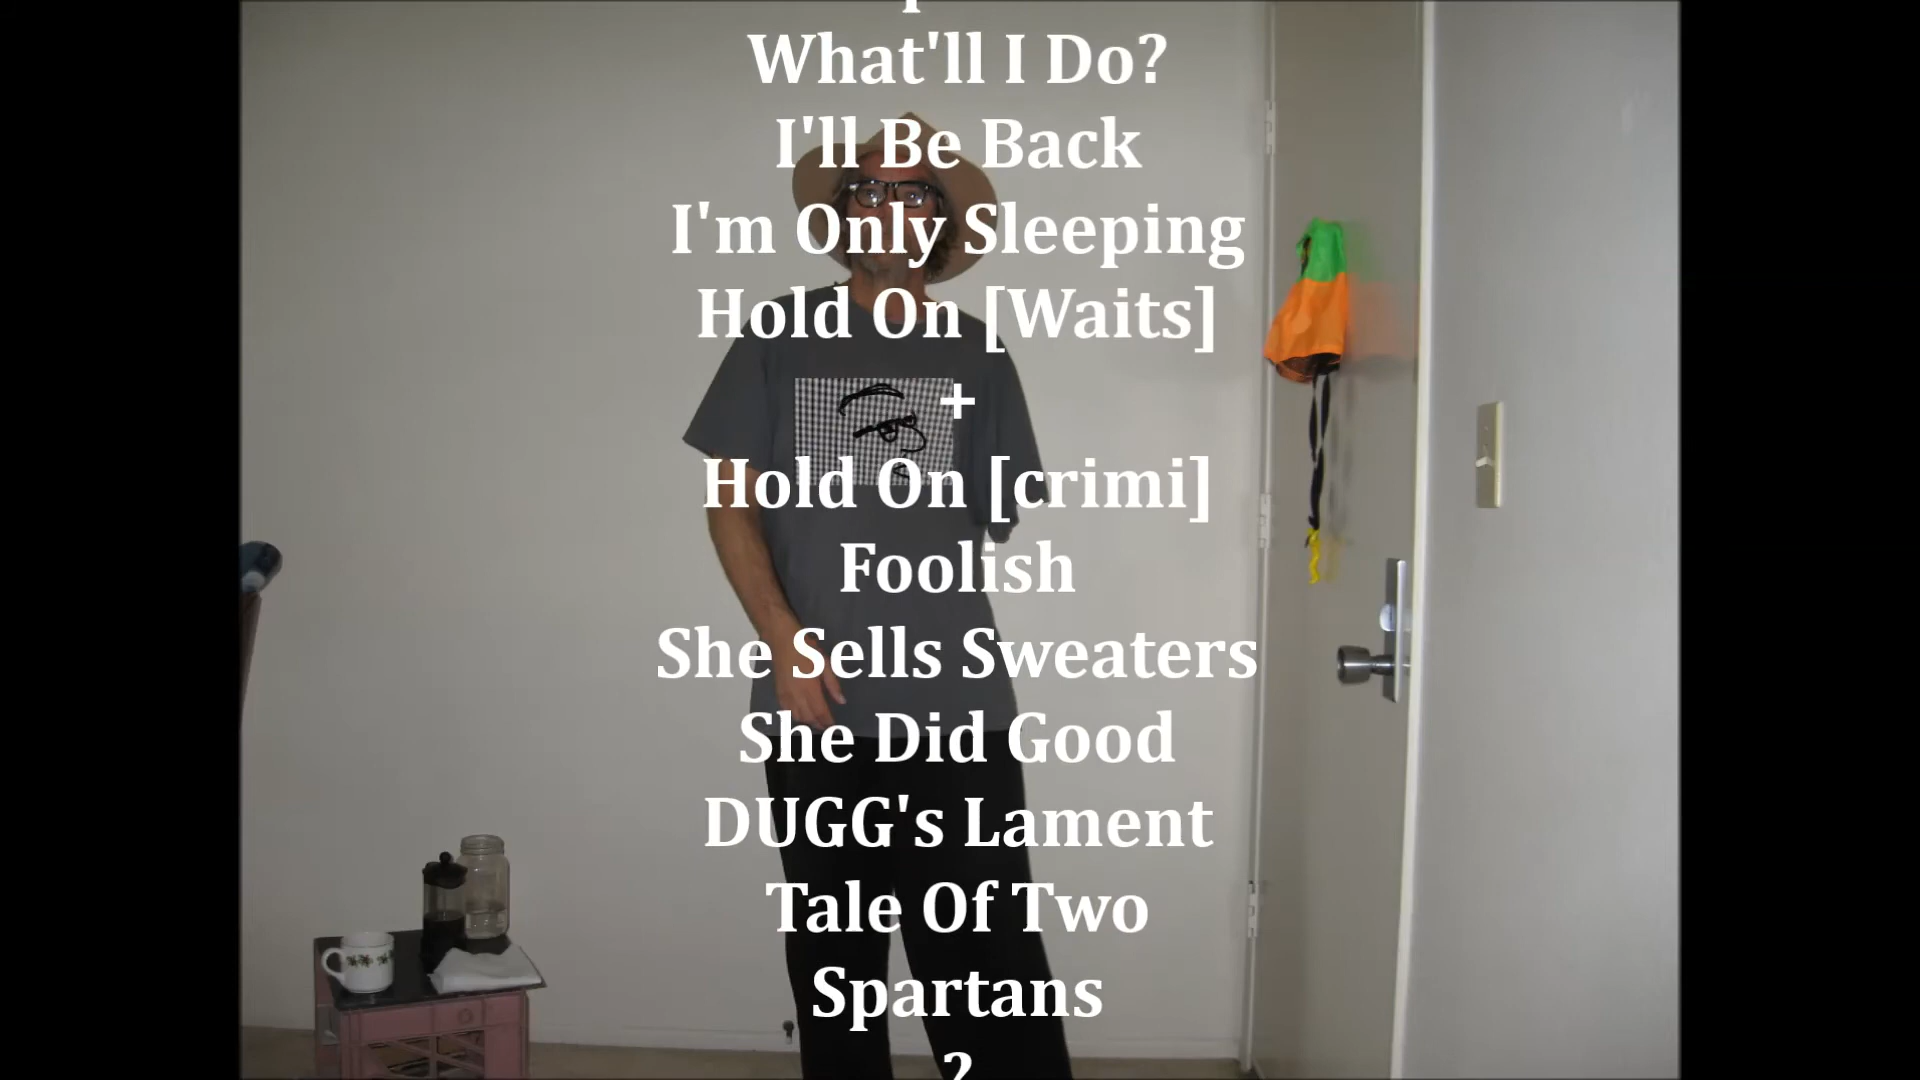 What'll I Do?
I'll Be Back
I'm Only Sleeping
Hold On [Waits]
+
Hold On [crimi]
Foolish
She Sells Sweaters
She Did Good
DUGG's Lament
Tale Of Two
Spartans
?